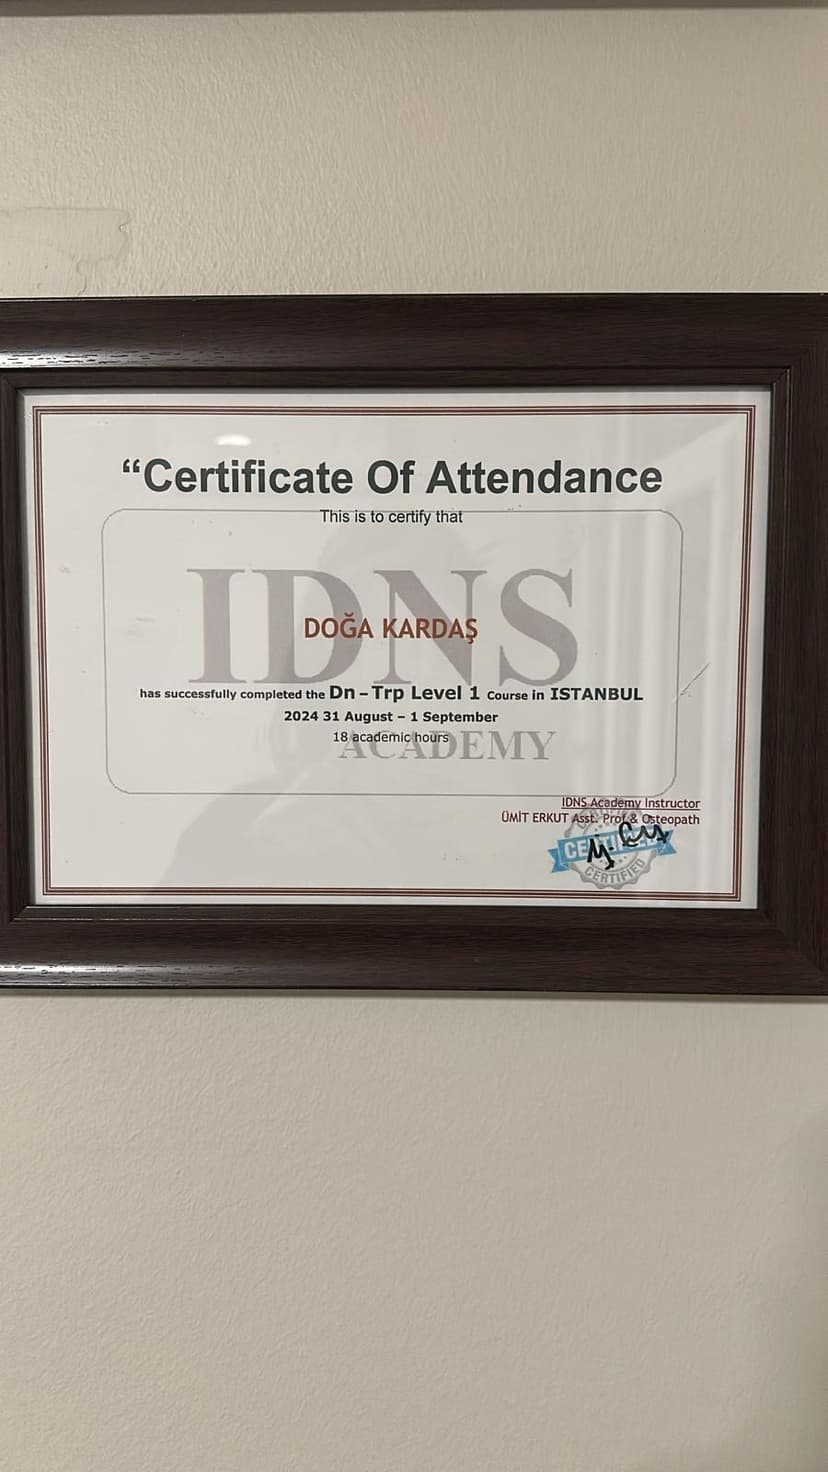 “Certificate Of Attendance
This is to certify that
IDNS
DOĞA KARDAŞ
has successfully completed the Dn – Trp Level 1 Course in ISTANBUL
2024 31 August – 1 September
18 academic hours
ACADEMY
IDNS Academy Instructor
ÜMİT ERKUT Asst. Prof.& Osteopath
CERTIFIED
CERTIFIED